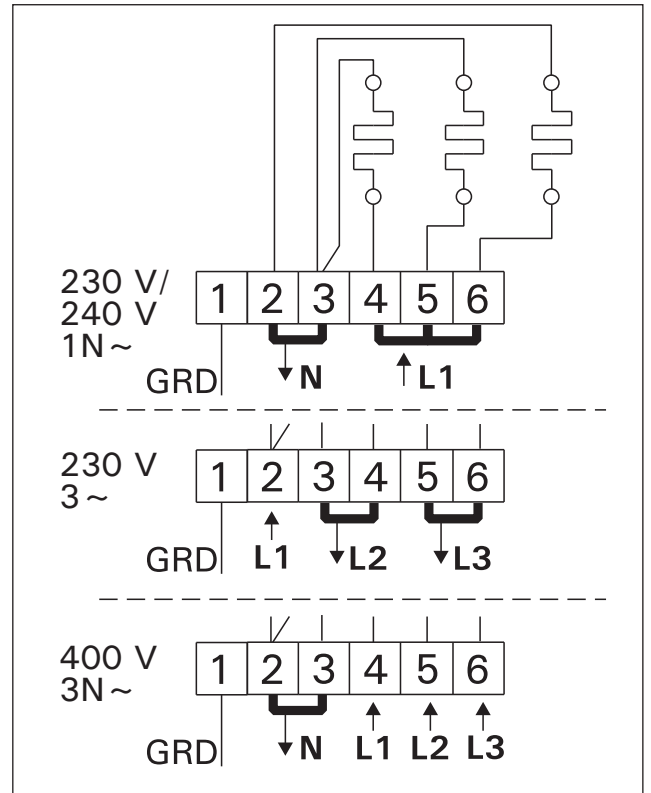 230 V/
240 V
1N~
1 2 3 4 5 6
GRD
N
L1
230 V
3~
1 2 3 4 5 6
GRD
L1
L2
L3
400 V
3N~
1 2 3 4 5 6
GRD
N
L1
L2
L3